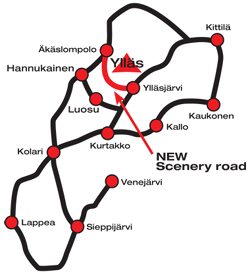 Kittilä
Äkäslompolo
Ylläs
Hannukainen
Ylläsjärvi
Luosu
Kaukonen
Kallo
Kurtakko
Kolari
NEW
Scenery road
Venejärvi
Lappea
Sieppijärvi